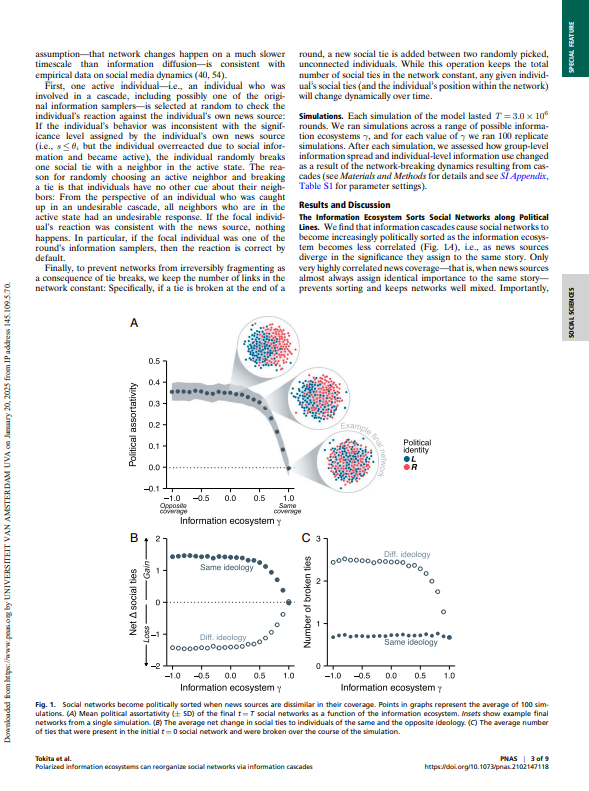 assumption—that network changes happen on a much slower
timescale than information diffusion—is consistent with
empirical data on social media dynamics (40, 54).
First, one active individual—i.e., an individual who was
involved in a cascade, including possibly one of the origi-
nal information samplers—is selected at random to check the
individual's reaction against the individual's own news source:
If the individual's behavior was inconsistent with the signif-
icance level assigned by the individual's own news source
(i.e., s ≤ θ, but the individual overreacted due to social infor-
mation and became active), the individual randomly breaks
one social tie with a neighbor in the active state. The rea-
son for randomly choosing an active neighbor and breaking
a tie is that individuals have no other cue about their neigh-
bors: From the perspective of an individual who was caught
up in an undesirable cascade, all neighbors who are in the
active state had an undesirable response. If the focal individ-
ual's reaction was consistent with the news source, nothing
happens. In particular, if the focal individual was one of the
round's information samplers, then the reaction is correct by
default.
Finally, to prevent networks from irreversibly fragmenting as
a consequence of tie breaks, we keep the number of links in the
network constant: Specifically, if a tie is broken at the end of a
round, a new social tie is added between two randomly picked,
unconnected individuals. While this operation keeps the total
number of social ties in the network constant, any given individ-
ual's social ties (and the individual's position within the network)
will change dynamically over time.
Simulations. Each simulation of the model lasted T = 3.0 × 10⁶
rounds. We ran simulations across a range of possible informa-
tion ecosystems γ, and for each value of γ we ran 100 replicate
simulations. After each simulation, we assessed how group-level
information spread and individual-level information use changed
as a result of the network-breaking dynamics resulting from cas-
cades (see Materials and Methods for details and see SI Appendix,
Table S1 for parameter settings).
Results and Discussion
The Information Ecosystem Sorts Social Networks along Political
Lines. We find that information cascades cause social networks to
become increasingly politically sorted as the information ecosys-
tem becomes less correlated (Fig. 1A), i.e., as news sources
diverge in the significance they assign to the same story. Only
very highly correlated news coverage—that is, when news sources
almost always assign identical importance to the same story—
prevents sorting and keeps networks well mixed. Importantly,
SPECIAL FEATURE
SOCIAL SCIENCES
Downloaded from https://www.pnas.org by UNIVERSITEIT VAN AMSTERDAM UVA on January 20, 2025 from IP address 145.109.5.70.
A
Political assortativity
0.5
0.4
0.3
0.2
0.1
0.0
−0.1
−1.0 −0.5 0.0 0.5 1.0
Opposite coverage
Same coverage
Information ecosystem γ
Example final network
Political identity
L
R
B
Net Δ social ties
Loss
Gain
2
1
0
−1
−2
Same ideology
Diff. ideology
−1.0 −0.5 0.0 0.5 1.0
Information ecosystem γ
C
Number of broken ties
3
2
1
0
Diff. ideology
Same ideology
−1.0 −0.5 0.0 0.5 1.0
Information ecosystem γ
Fig. 1. Social networks become politically sorted when news sources are dissimilar in their coverage. Points in graphs represent the average of 100 sim-
ulations. (A) Mean political assortativity (± SD) of the final t = T social networks as a function of the information ecosystem. Insets show example final
networks from a single simulation. (B) The average net change in social ties to individuals of the same and the opposite ideology. (C) The average number
of ties that were present in the initial t = 0 social network and were broken over the course of the simulation.
Tokita et al.
Polarized information ecosystems can reorganize social networks via information cascades
PNAS | 3 of 9
https://doi.org/10.1073/pnas.2102147118